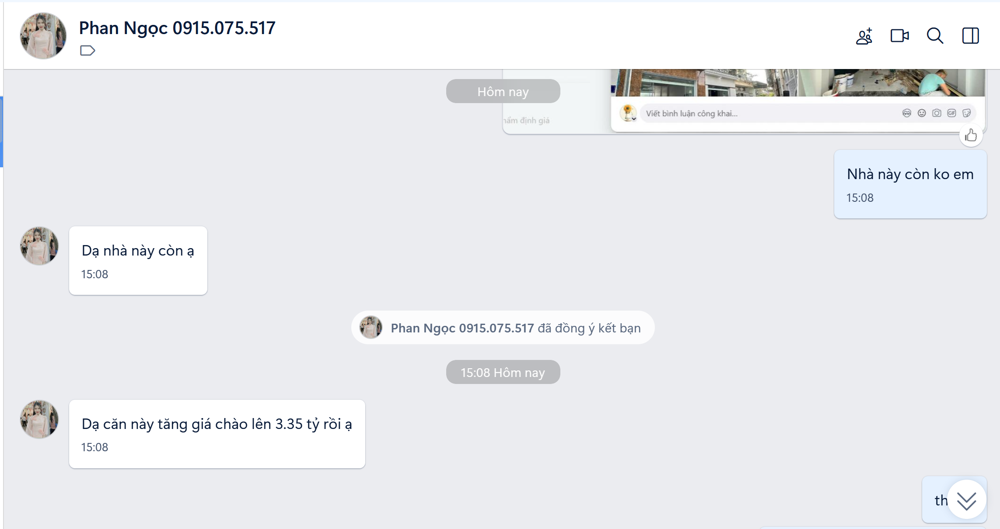 Phan Ngọc 0915.075.517
Hôm nay
Viết bình luận công khai...
GIF
định giá
Nhà này còn ko em
15:08
Dạ nhà này còn ạ
15:08
Phan Ngọc 0915.075.517 đã đồng ý kết bạn
15:08 Hôm nay
Dạ căn này tăng giá chào lên 3.35 tỷ rồi ạ
15:08